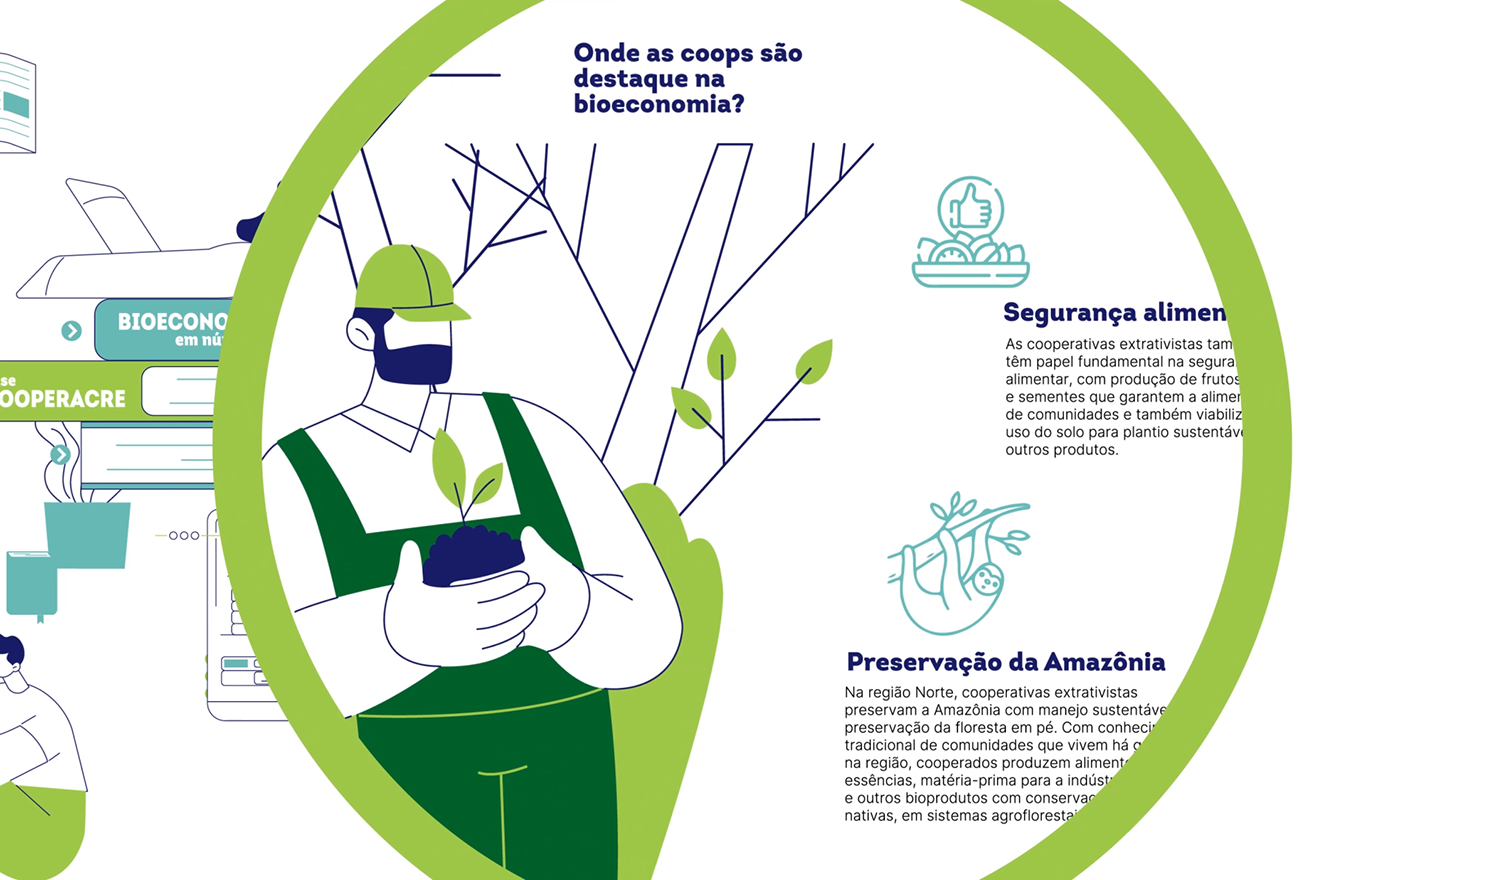 Onde as coops são
destaque na
bioeconomia?
BIOECONO
em nú
se
OOPERACRE
Segurança alimen
As cooperativas extrativistas tam
têm papel fundamental na segura
alimentar, com produção de frutos
e sementes que garantem a alimen
de comunidades e também viabiliz
uso do solo para plantio sustentáve
outros produtos.
Preservação da Amazônia
Na região Norte, cooperativas extrativistas
preservam a Amazônia com manejo sustentáve
preservação da floresta em pé. Com conheci
tradicional de comunidades que vivem há
na região, cooperados produzem aliment
essências, matéria-prima para a indúst
e outros bioprodutos com conservaç
nativas, em sistemas agroflorestai